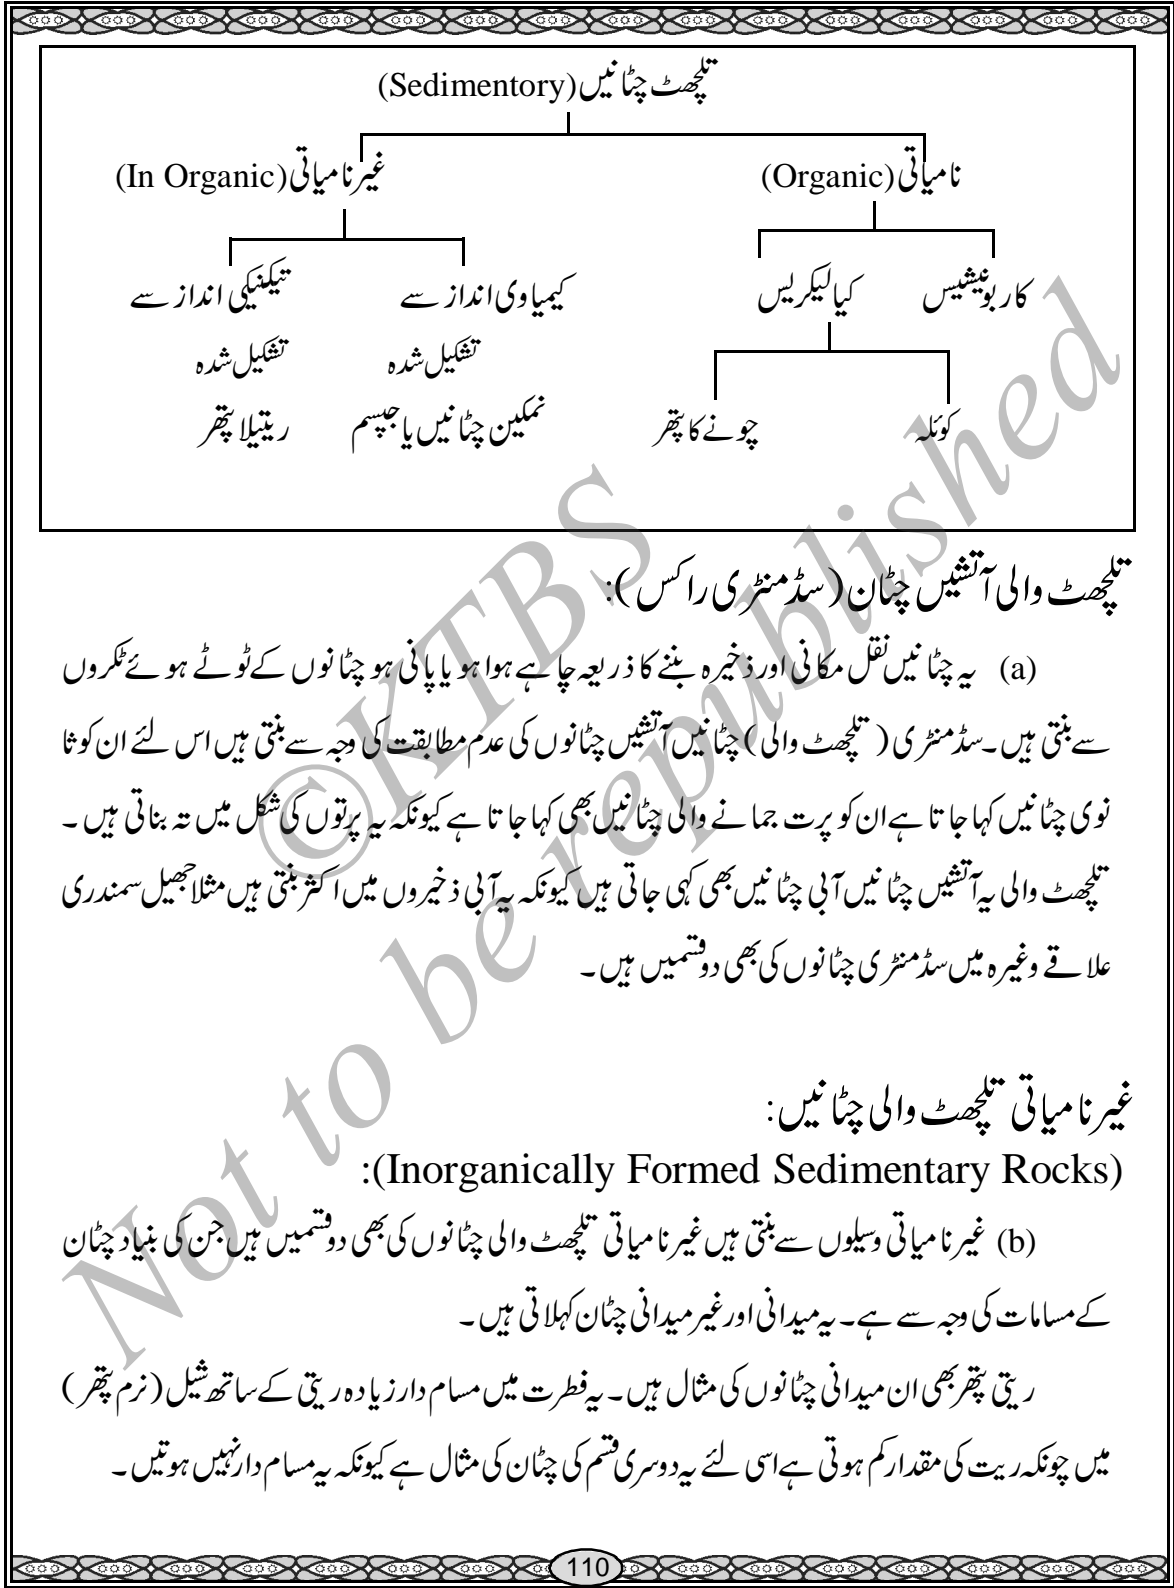 تلچھٹ چٹانیں (Sedimentory)
نامیاتی (Organic) غیر نامیاتی (In Organic)
کاربونیشیس کیالیکریس کیمیاوی انداز سے تیکنیکی انداز سے
تشکیل شدہ تشکیل شدہ
کوئلہ چونے کا پتھر نمکین چٹانیں یا جپسم ریتیلا پتھر
تلچھٹ والی آتشیں چٹان (سڈمنٹری راکس):
(a) یہ چٹانیں نقل مکانی اور ذخیرہ بننے کا ذریعہ چاہے ہوا ہو یا پانی ہو چٹانوں کے ٹوٹے ہوئے ٹکروں
سے بنتی ہیں۔ سڈمنٹری (تلچھٹ والی) چٹانیں آتشیں چٹانوں کی عدم مطابقت کی وجہ سے بنتی ہیں اس لئے ان کو ثا
نوی چٹانیں کہا جاتا ہے ان کو پرت جمانے والی چٹانیں بھی کہا جاتا ہے کیونکہ یہ پرتوں کی شکل میں تہ بناتی ہیں۔
تلچھٹ والی یہ آتشیں چٹانیں آبی چٹانیں بھی کہی جاتی ہیں کیونکہ یہ آبی ذخیروں میں اکثر بنتی ہیں مثلا جھیل سمندری
علاقے وغیرہ میں سڈمنٹری چٹانوں کی بھی دو قسمیں ہیں۔
غیر نامیاتی تلچھٹ والی چٹانیں:
(Inorganically Formed Sedimentary Rocks):
(b) غیر نامیاتی وسیلوں سے بنتی ہیں غیر نامیاتی تلچھٹ والی چٹانوں کی بھی دو قسمیں ہیں جن کی بنیاد چٹان
کے مسامات کی وجہ سے ہے۔ یہ میدانی اور غیر میدانی چٹان کہلاتی ہیں۔
ریتی پتھر بھی ان میدانی چٹانوں کی مثال ہیں۔ یہ فطرت میں مسام دار زیادہ ریتی کے ساتھ شیل (نرم پتھر)
میں چونکہ ریت کی مقدار کم ہوتی ہے اسی لئے یہ دوسری قسم کی چٹان کی مثال ہے کیونکہ یہ مسام دار نہیں ہوتیں۔
110
©KTBS
Not to be republished